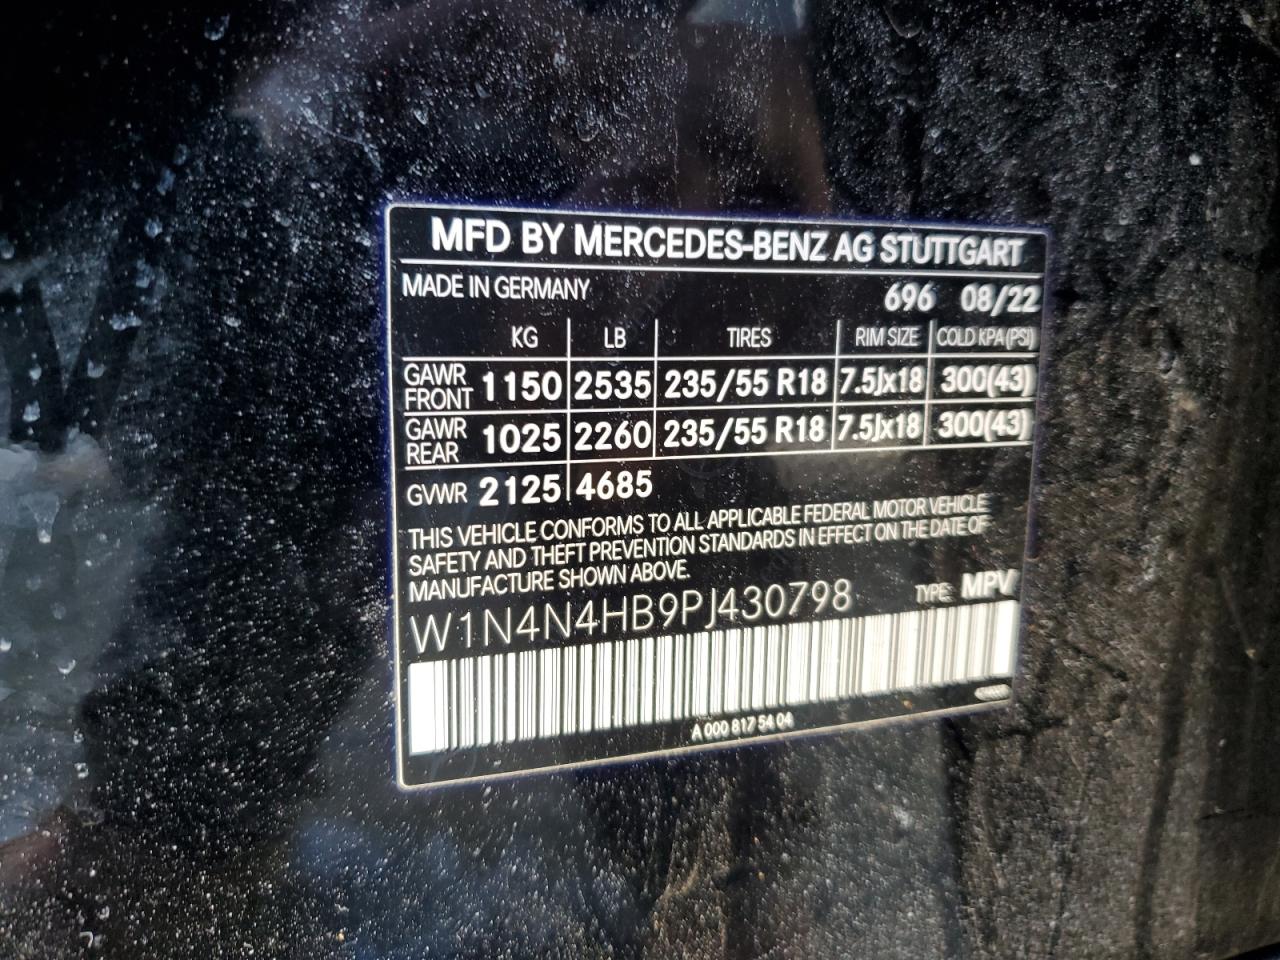 MFD BY MERCEDES-BENZ AG STUTTGART
MADE IN GERMANY 696 08/22
KG LB TIRES RIM SIZE COLD KPA (PSI)
GAWR FRONT 1150 2535 235/55 R18 7.5Jx18 300(43)
GAWR REAR 1025 2260 235/55 R18 7.5Jx18 300(43)
GVWR 2125 4685
THIS VEHICLE CONFORMS TO ALL APPLICABLE FEDERAL MOTOR VEHICLE
SAFETY AND THEFT PREVENTION STANDARDS IN EFFECT ON THE DATE OF
MANUFACTURE SHOWN ABOVE.
W1N4N4HB9PJ430798 TYPE: MPV
A 000 817 54 04